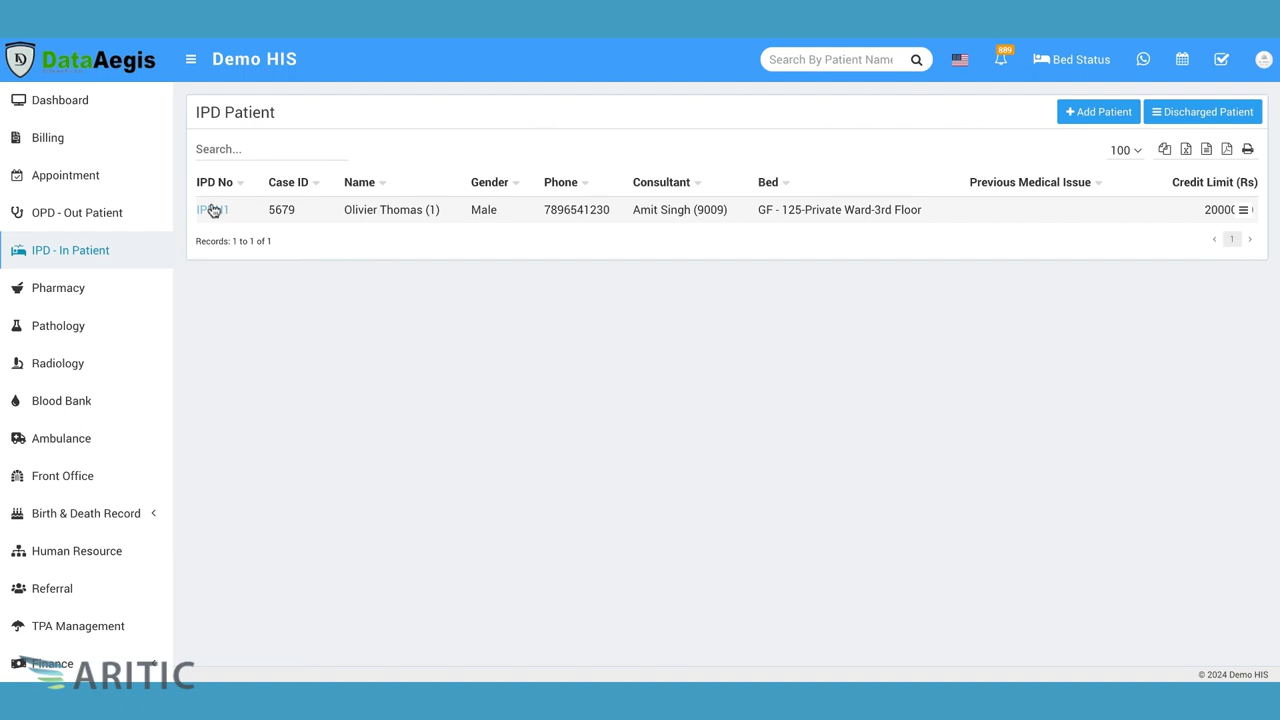 DataAegis
Demo HIS
Search By Patient Name
889
Bed Status
Dashboard
Billing
Appointment
OPD - Out Patient
IPD - In Patient
Pharmacy
Pathology
Radiology
Blood Bank
Ambulance
Front Office
Birth & Death Record
Human Resource
Referral
TPA Management
Finance
ARITIC
IPD Patient
Add Patient
Discharged Patient
Search...
100
IPD No Case ID Name Gender Phone Consultant Bed Previous Medical Issue Credit Limit (Rs)
5679 Olivier Thomas (1) Male 7896541230 Amit Singh (9009) GF - 125-Private Ward-3rd Floor
Records: 1 to 1 of 1
1
© 2024 Demo HIS